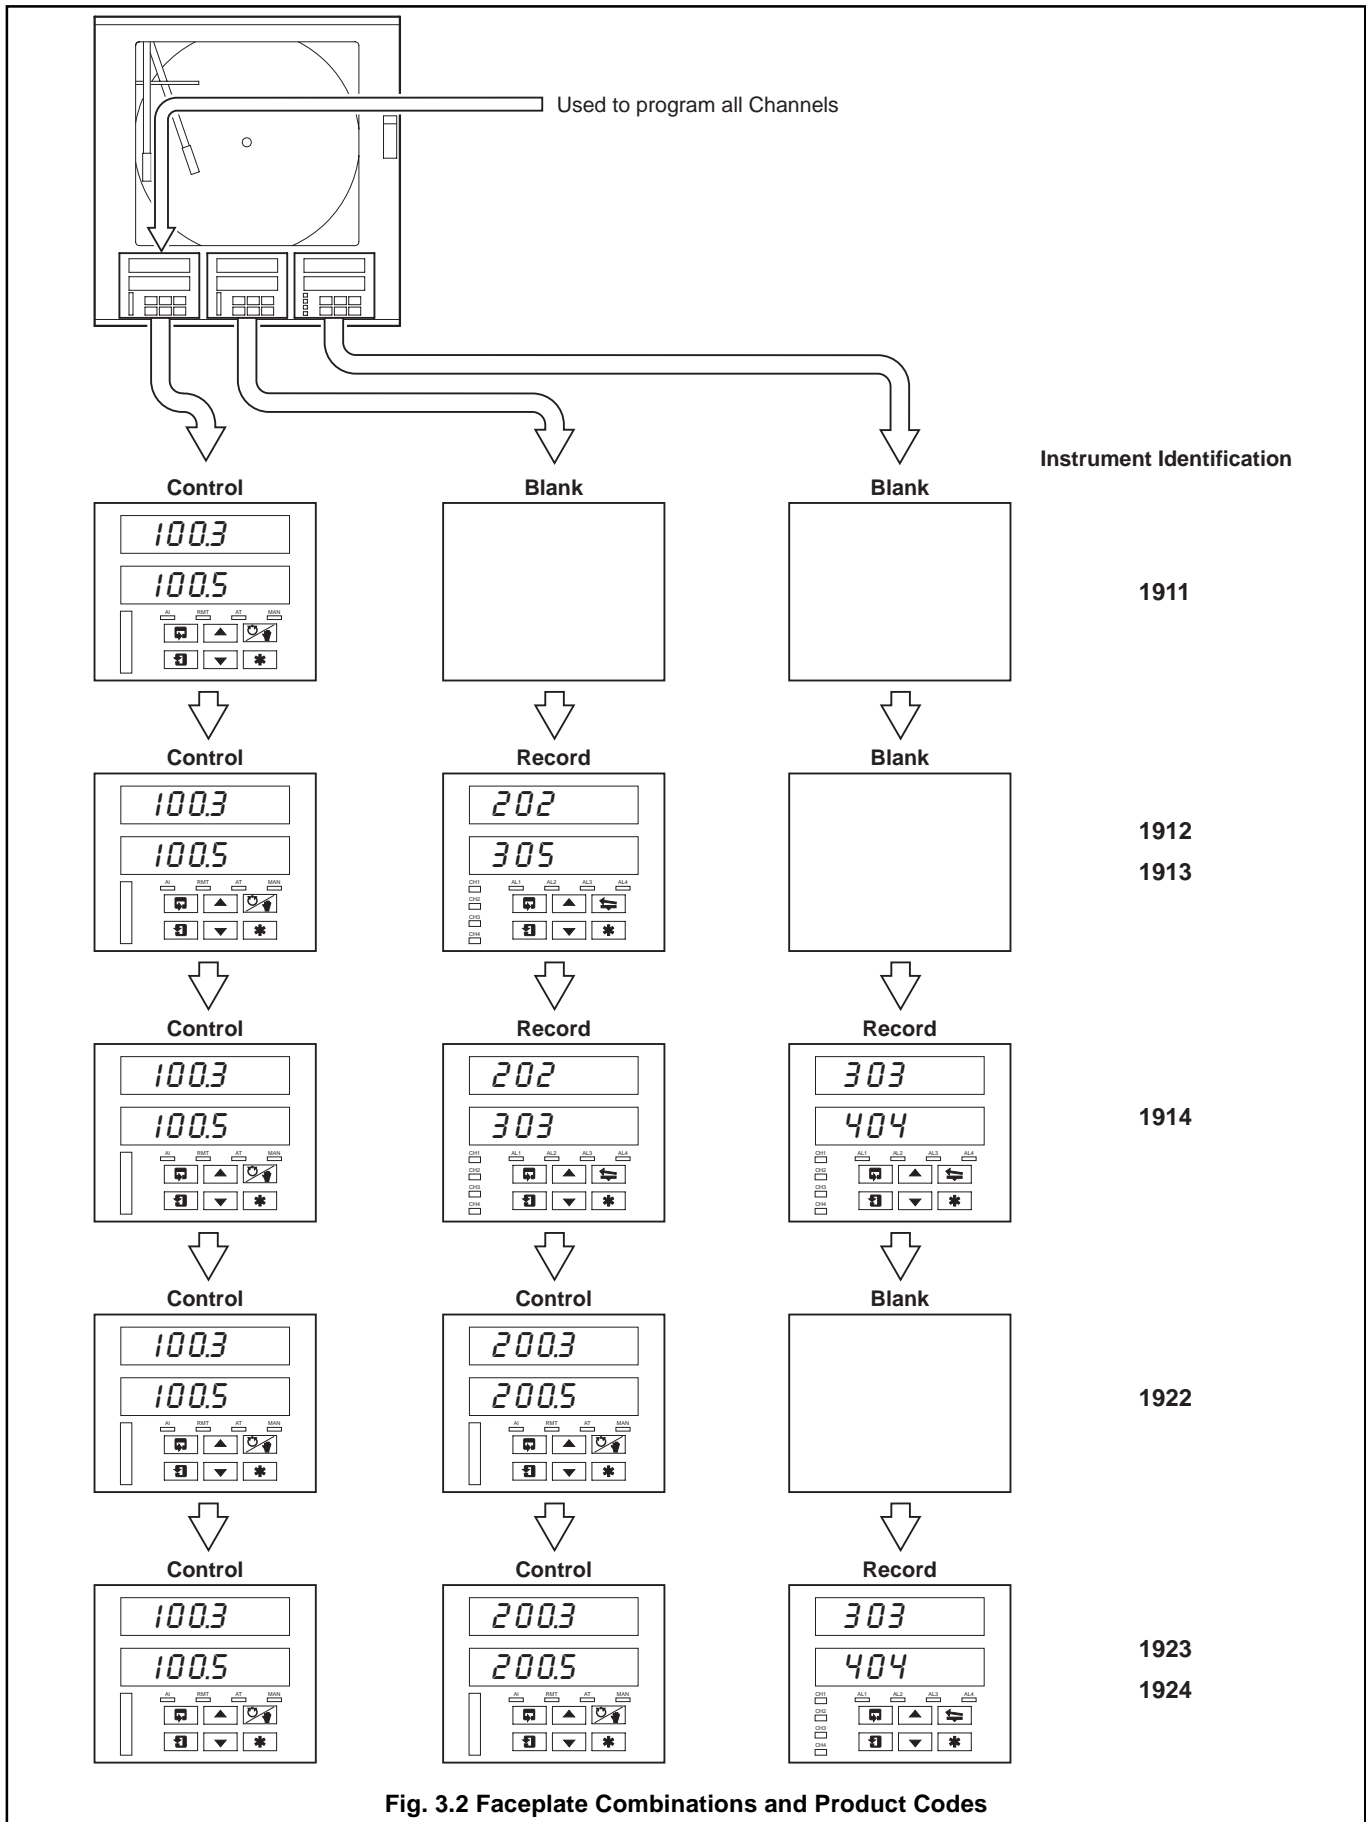 Used to program all Channels
Instrument Identification
Control Blank Blank
100.3
100.5
AI RMT AT MAN
1911
Control Record Blank
100.3 202
100.5 305
AI RMT AT MAN CH1 AL1 AL2 AL3 AL4
CH2
CH3
CH4
1912
1913
Control Record Record
100.3 202 303
100.5 303 404
AI RMT AT MAN CH1 AL1 AL2 AL3 AL4 CH1 AL1 AL2 AL3 AL4
CH2 CH2
CH3 CH3
CH4 CH4
1914
Control Control Blank
100.3 200.3
100.5 200.5
AI RMT AT MAN AI RMT AT MAN
1922
Control Control Record
100.3 200.3 303
100.5 200.5 404
AI RMT AT MAN AI RMT AT MAN CH1 AL1 AL2 AL3 AL4
CH2
CH3
CH4
1923
1924
Fig. 3.2 Faceplate Combinations and Product Codes